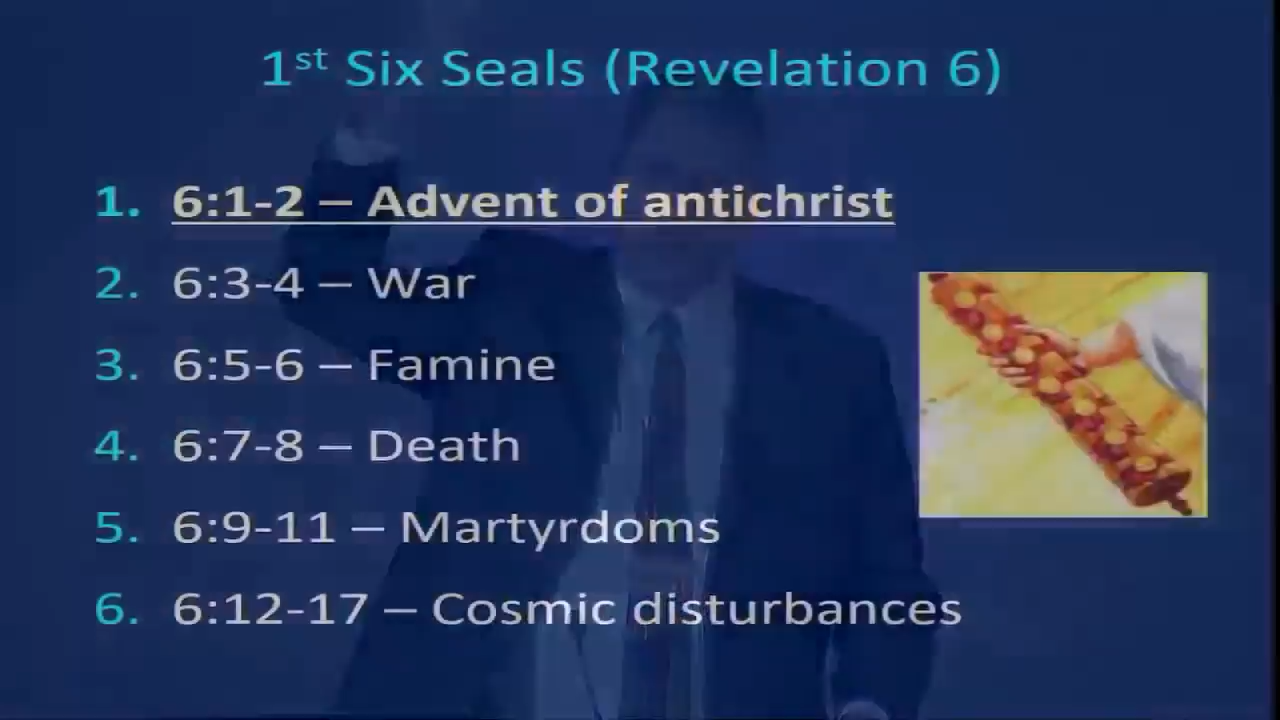 1st Six Seals (Revelation 6)
1. 6:1-2 – Advent of antichrist
2. 6:3-4 – War
3. 6:5-6 – Famine
4. 6:7-8 – Death
5. 6:9-11 – Martyrdoms
6. 6:12-17 – Cosmic disturbances